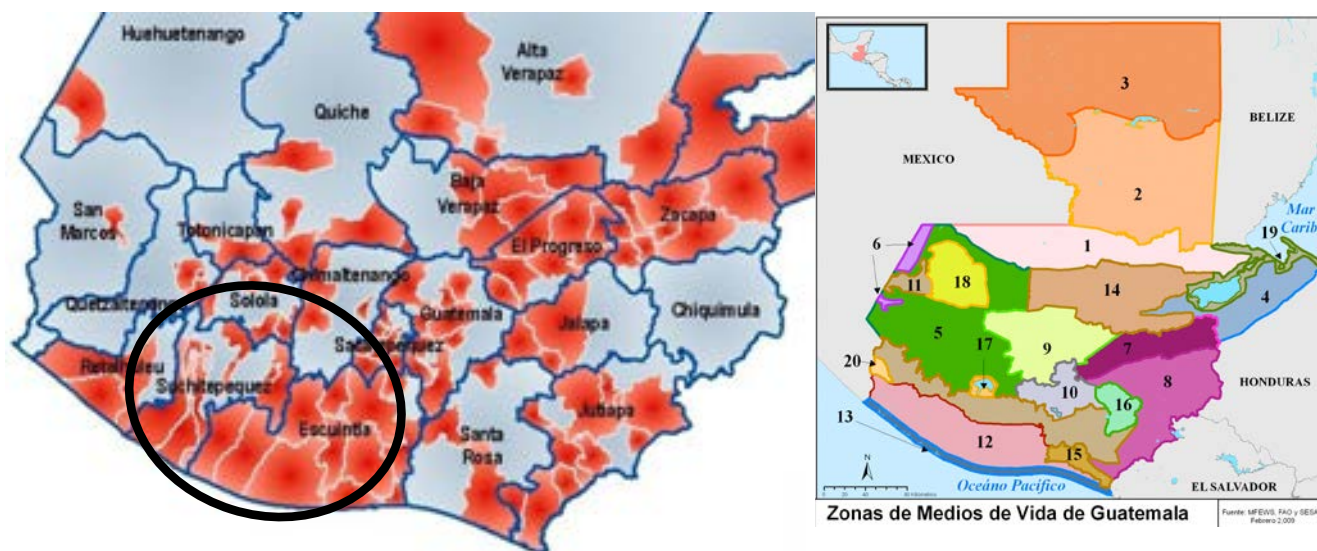 Huehuetenango
Alta
Verapaz
Quiche
San
Marcos
Totonicapan
Baja
Verapaz
Zacapa
El Progreso
Chimaltenango
Quetzaltenango
Solola
Guatemala
Chiquimula
Jalapa
Sacatepequez
Retalhuleu
Suchitepequez
Escuintla
Jutiapa
Santa
Rosa
3
BELIZE
MEXICO
2
Mar
Carib
19
6
1
11
18
14
4
5
17
9
7
20
10
8
HONDURAS
16
13
12
15
N
Océano Pacífico
EL SALVADOR
Zonas de Medios de Vida de Guatemala
Fuente: MFEWS, FAO y SESA
Febrero 2,009